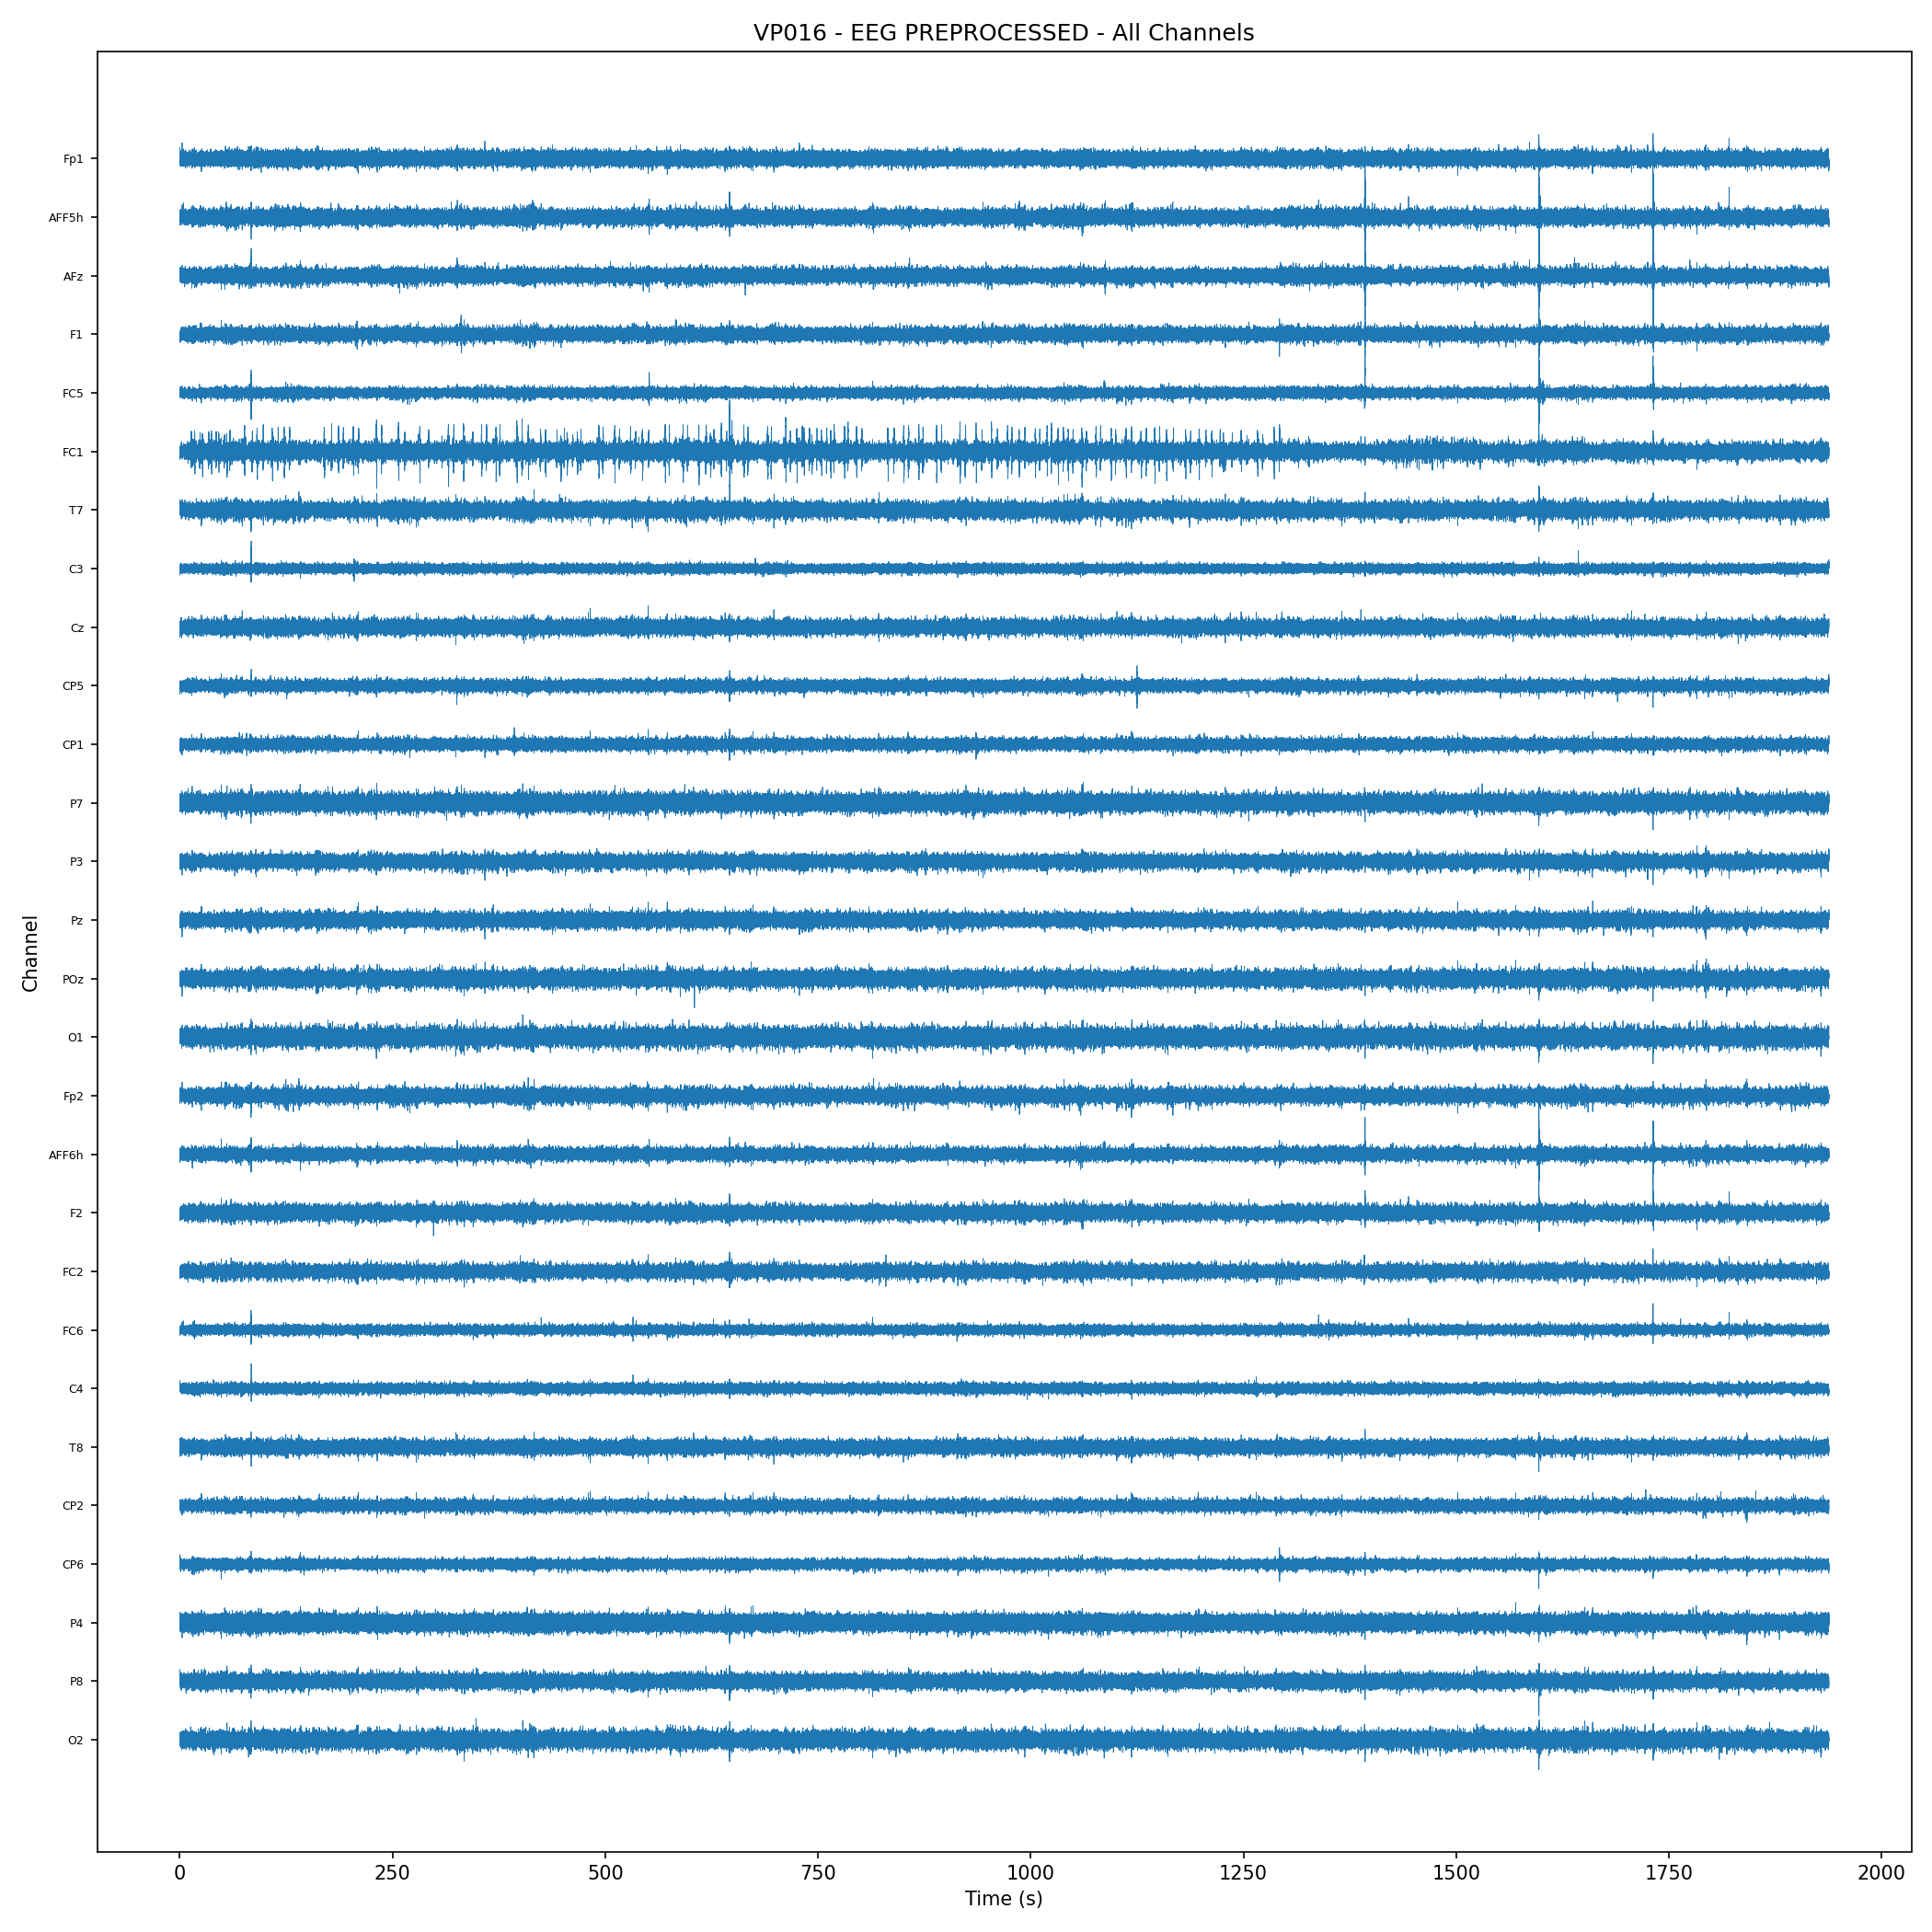 VP016 - EEG PREPROCESSED - All Channels
Fp1
AFF5h
AFz
F1
FC5
FC1
T7
C3
Cz
CP5
CP1
P7
P3
Pz
POz
O1
Fp2
AFF6h
F2
FC2
FC6
C4
T8
CP2
CP6
P4
P8
O2
Channel
0 250 500 750 1000 1250 1500 1750 2000
Time (s)